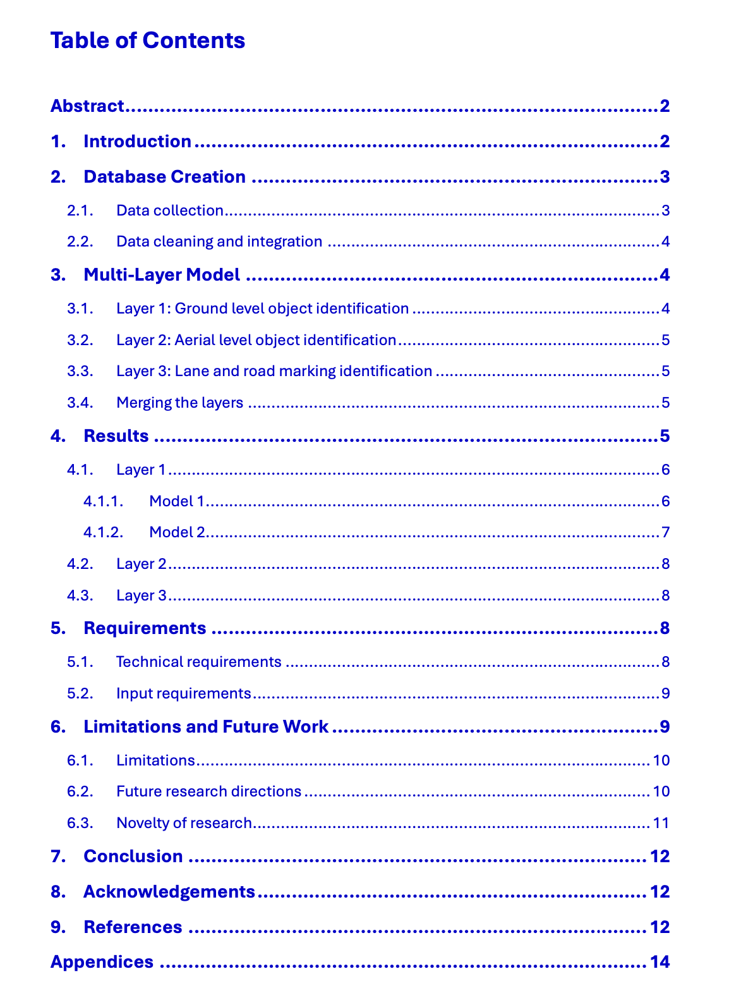 Table of Contents
Abstract........................................................................................2
1. Introduction........................................................................................2
2. Database Creation........................................................................................3
2.1. Data collection........................................................................................3
2.2. Data cleaning and integration........................................................................................4
3. Multi-Layer Model........................................................................................4
3.1. Layer 1: Ground level object identification........................................................................................4
3.2. Layer 2: Aerial level object identification........................................................................................5
3.3. Layer 3: Lane and road marking identification........................................................................................5
3.4. Merging the layers........................................................................................5
4. Results........................................................................................5
4.1. Layer 1........................................................................................6
4.1.1. Model 1........................................................................................6
4.1.2. Model 2........................................................................................7
4.2. Layer 2........................................................................................8
4.3. Layer 3........................................................................................8
5. Requirements........................................................................................8
5.1. Technical requirements........................................................................................8
5.2. Input requirements........................................................................................9
6. Limitations and Future Work........................................................................................9
6.1. Limitations........................................................................................10
6.2. Future research directions........................................................................................10
6.3. Novelty of research........................................................................................11
7. Conclusion........................................................................................12
8. Acknowledgements........................................................................................12
9. References........................................................................................12
Appendices........................................................................................14